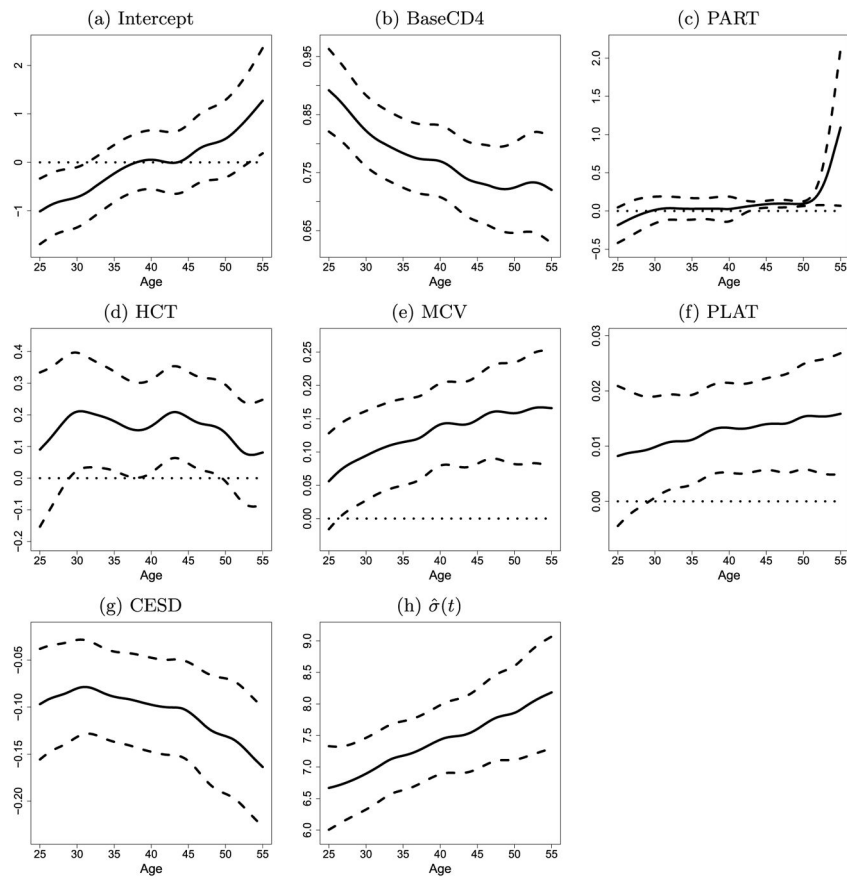 (a) Intercept
2
1
0
−1
25 30 35 40 45 50 55
Age
(b) BaseCD4
0.95
0.85
0.75
0.65
25 30 35 40 45 50 55
Age
(c) PART
2.0
1.5
1.0
0.5
0.0
−0.5
25 30 35 40 45 50 55
Age
(d) HCT
0.4
0.3
0.2
0.1
0.0
−0.1
−0.2
25 30 35 40 45 50 55
Age
(e) MCV
0.25
0.20
0.15
0.10
0.05
0.00
25 30 35 40 45 50 55
Age
(f) PLAT
0.03
0.02
0.01
0.00
25 30 35 40 45 50 55
Age
(g) CESD
−0.05
−0.10
−0.15
−0.20
25 30 35 40 45 50 55
Age
(h) σ̂(t)
9.0
8.5
8.0
7.5
7.0
6.5
6.0
25 30 35 40 45 50 55
Age